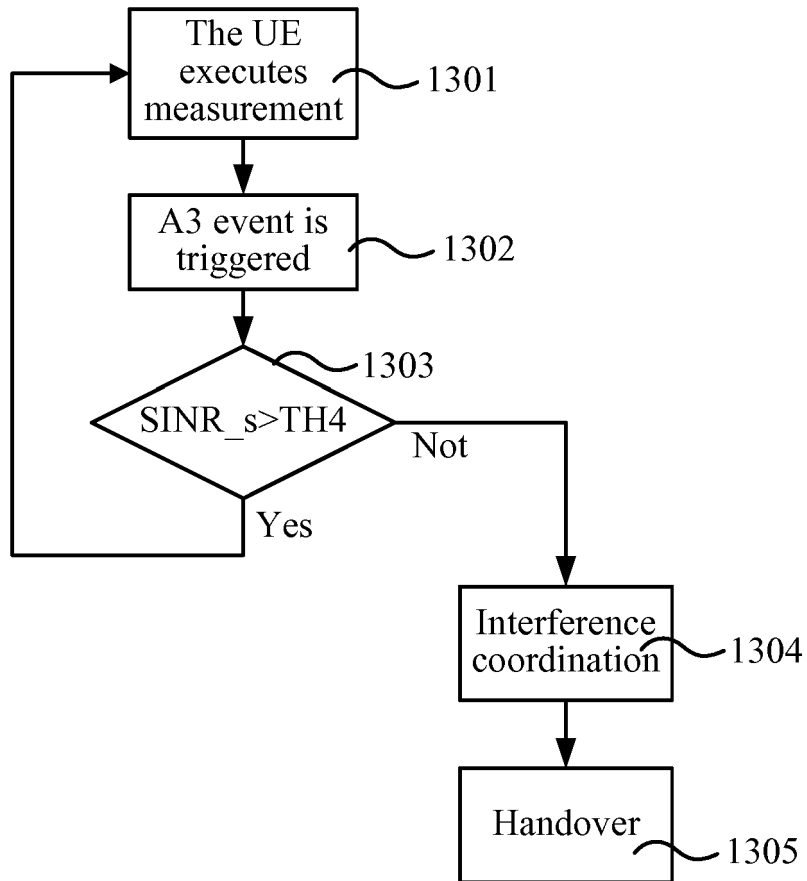 The UE
executes
measurement
1301
A3 event is
triggered
1302
1303
SINR_s>TH4
Not
Yes
Interference
coordination
1304
Handover
1305